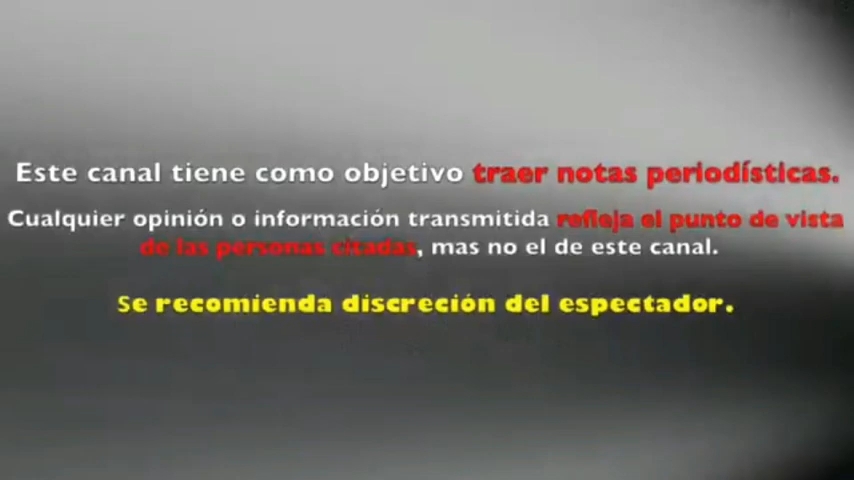 Este canal tiene como objetivo traer notas periodísticas.
Cualquier opinión o información transmitida refleja el punto de vista
de las personas citadas, mas no el de este canal.
Se recomienda discreción del espectador.